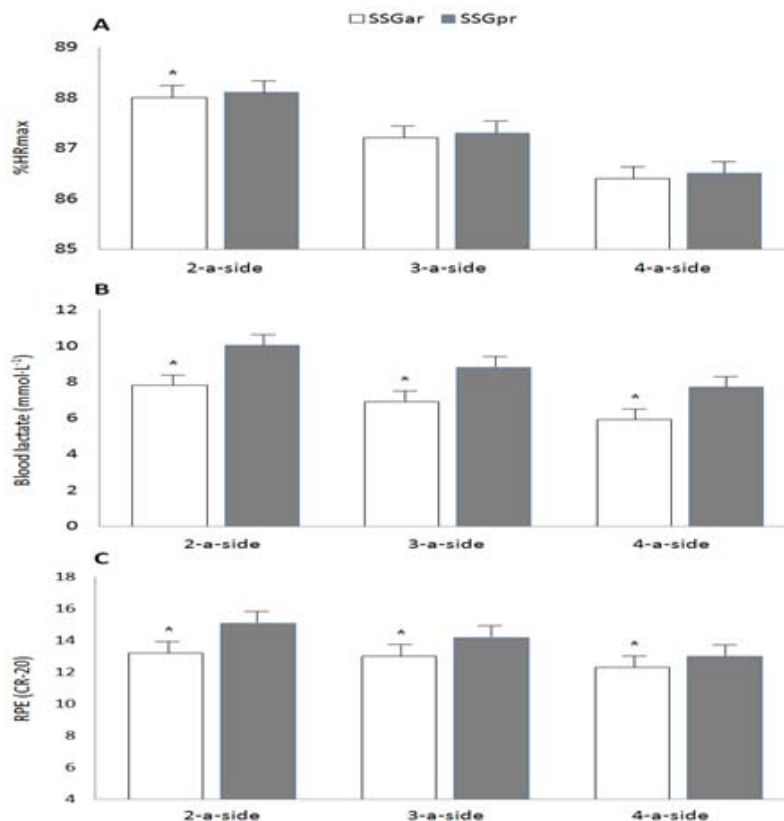 A
SSGar SSGpr
89
88
87
86
85
%HRmax
*
2-a-side 3-a-side 4-a-side
B
12
10
8
6
4
2
0
Blood lactate (mmol·L⁻¹)
* * *
2-a-side 3-a-side 4-a-side
C
18
16
14
12
10
8
6
4
RPE (CR-20)
* * *
2-a-side 3-a-side 4-a-side